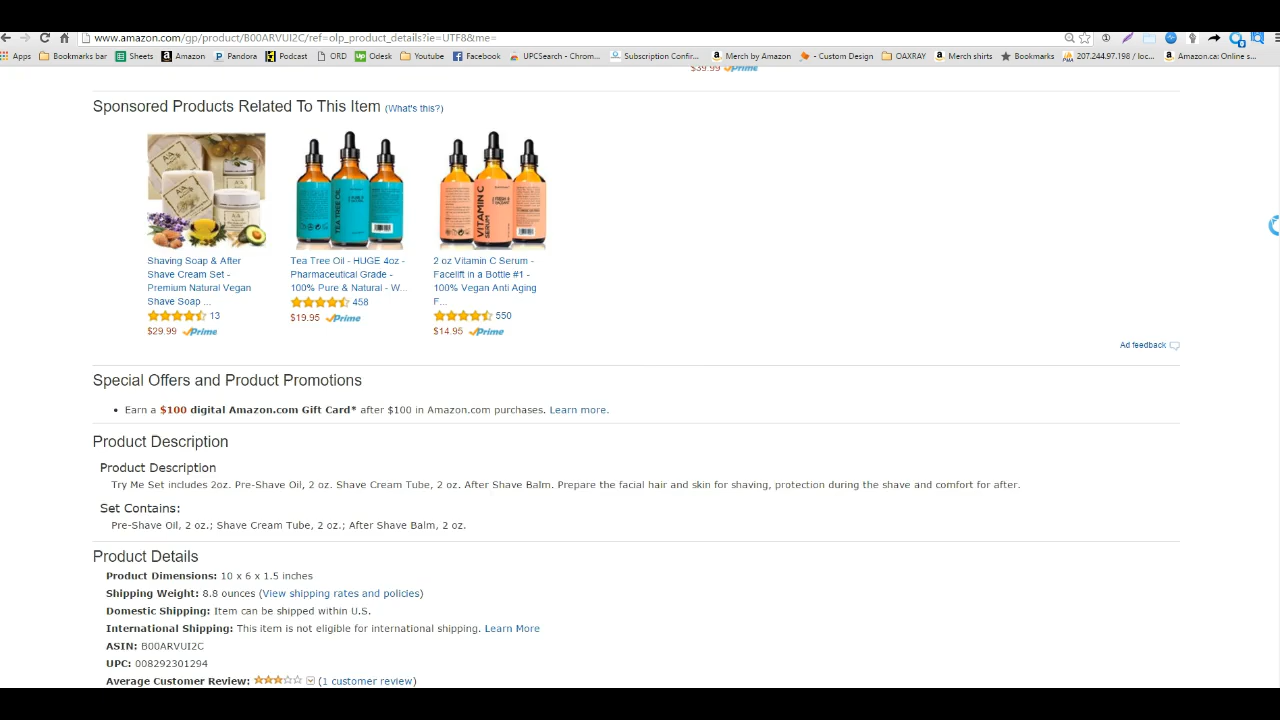 www.amazon.com/gp/product/B00ARVUI2C/ref=olp_product_details?ie=UTF8&me=
Apps Bookmarks bar Sheets Amazon Pandora Podcast ORD Odesk Youtube Facebook UPCSearch - Chrom... Subscription Confir... Merch by Amazon - Custom Design OAXRAY Merch shirts Bookmarks 207.244.97.198 / loc... Amazon.ca: Online s...
$39.99 Prime
Sponsored Products Related To This Item (What's this?)
TEA TREE OIL
VITAMIN C SERUM
Shaving Soap & After Tea Tree Oil - HUGE 4oz - 2 oz Vitamin C Serum -
Shave Cream Set - Pharmaceutical Grade - Facelift in a Bottle #1 -
Premium Natural Vegan 100% Pure & Natural - W... 100% Vegan Anti Aging
Shave Soap ... 458 F...
13 $19.95 Prime 550
$29.99 Prime $14.95 Prime
Ad feedback
Special Offers and Product Promotions
• Earn a $100 digital Amazon.com Gift Card* after $100 in Amazon.com purchases. Learn more.
Product Description
Product Description
Try Me Set includes 2oz. Pre-Shave Oil, 2 oz. Shave Cream Tube, 2 oz. After Shave Balm. Prepare the facial hair and skin for shaving, protection during the shave and comfort for after.
Set Contains:
Pre-Shave Oil, 2 oz.; Shave Cream Tube, 2 oz.; After Shave Balm, 2 oz.
Product Details
Product Dimensions: 10 x 6 x 1.5 inches
Shipping Weight: 8.8 ounces (View shipping rates and policies)
Domestic Shipping: Item can be shipped within U.S.
International Shipping: This item is not eligible for international shipping. Learn More
ASIN: B00ARVUI2C
UPC: 008292301294
Average Customer Review: (1 customer review)